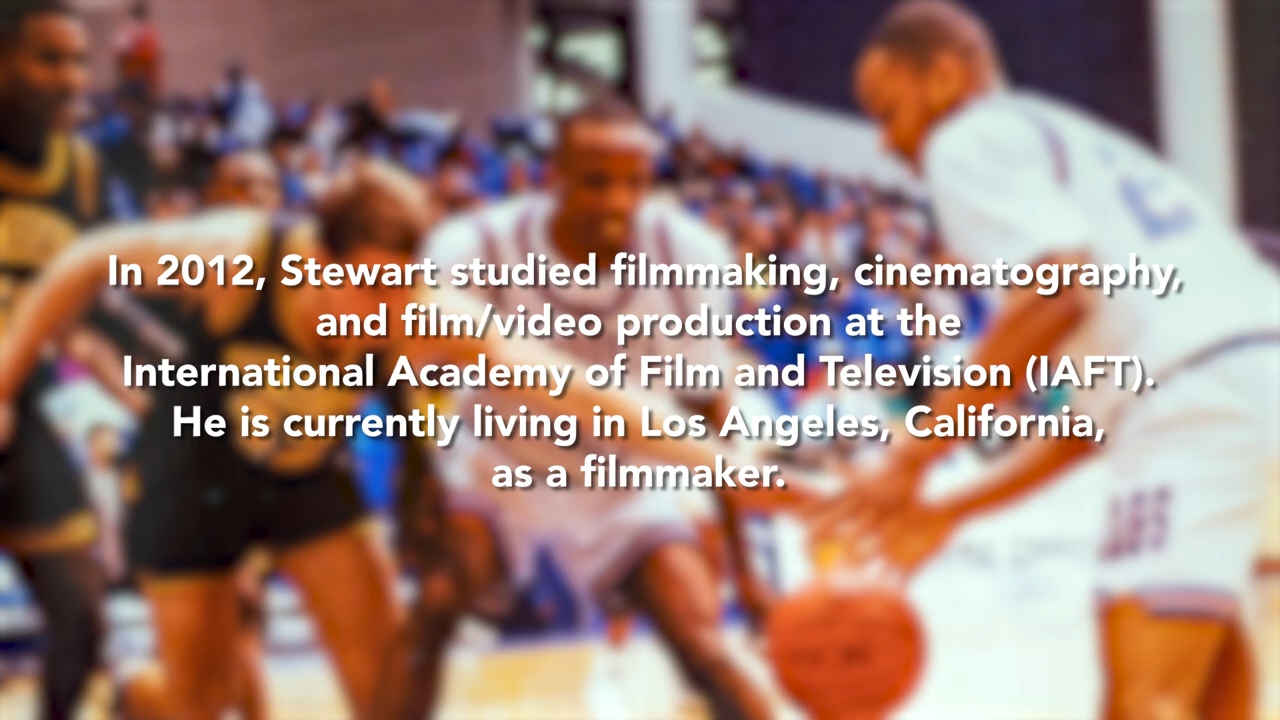 In 2012, Stewart studied filmmaking, cinematography,
and film/video production at the
International Academy of Film and Television (IAFT).
He is currently living in Los Angeles, California,
as a filmmaker.